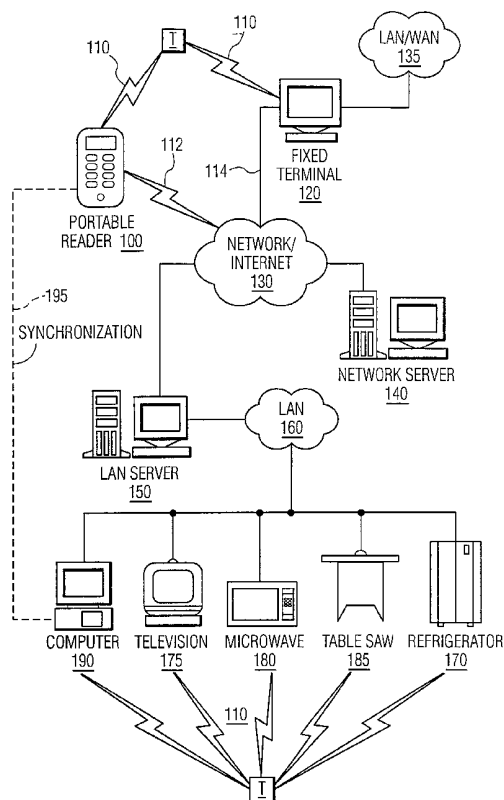 110
I
110
LAN/WAN
135
112
114
FIXED
TERMINAL
120
PORTABLE
READER 100
NETWORK/
INTERNET
130
195
SYNCHRONIZATION
NETWORK SERVER
140
LAN
160
LAN SERVER
150
COMPUTER
190
TELEVISION
175
MICROWAVE
180
TABLE SAW
185
REFRIGERATOR
170
110
I